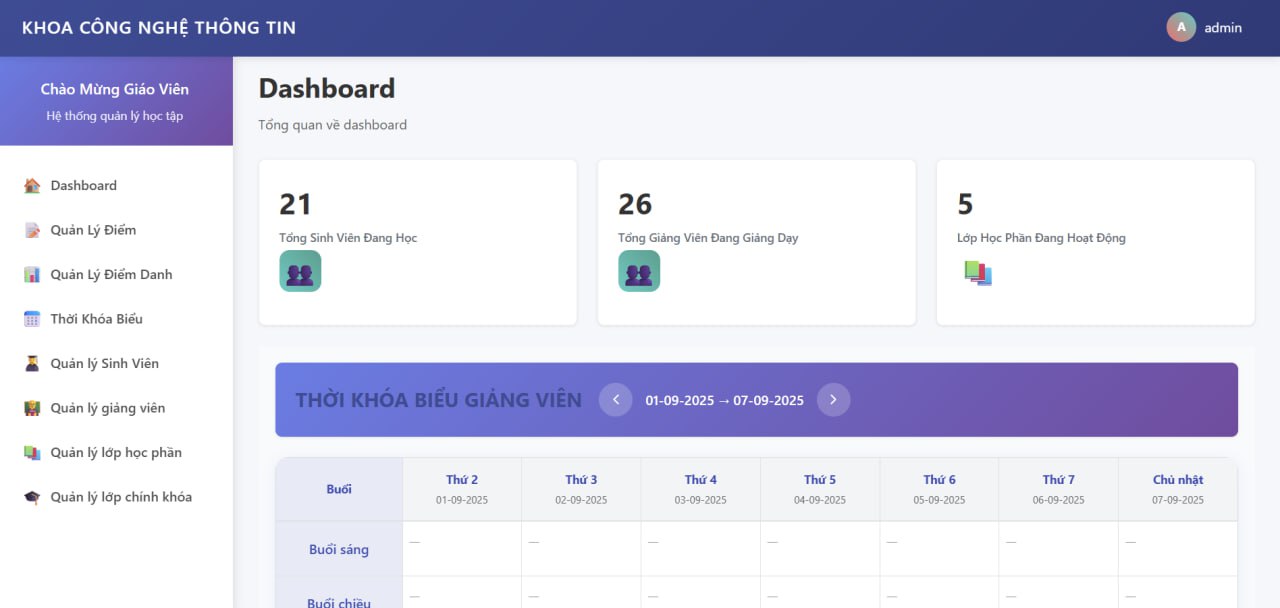 KHOA CÔNG NGHỆ THÔNG TIN
A admin
Chào Mừng Giáo Viên
Hệ thống quản lý học tập
Dashboard
Quản Lý Điểm
Quản Lý Điểm Danh
Thời Khóa Biểu
Quản lý Sinh Viên
Quản lý giảng viên
Quản lý lớp học phần
Quản lý lớp chính khóa
Dashboard
Tổng quan về dashboard
21
Tổng Sinh Viên Đang Học
26
Tổng Giảng Viên Đang Giảng Dạy
5
Lớp Học Phần Đang Hoạt Động
THỜI KHÓA BIỂU GIẢNG VIÊN
01-09-2025 → 07-09-2025
Buổi Thứ 2 Thứ 3 Thứ 4 Thứ 5 Thứ 6 Thứ 7 Chủ nhật
01-09-2025 02-09-2025 03-09-2025 04-09-2025 05-09-2025 06-09-2025 07-09-2025
Buổi sáng — — — — — — —
Buổi chiều — — — — — — —